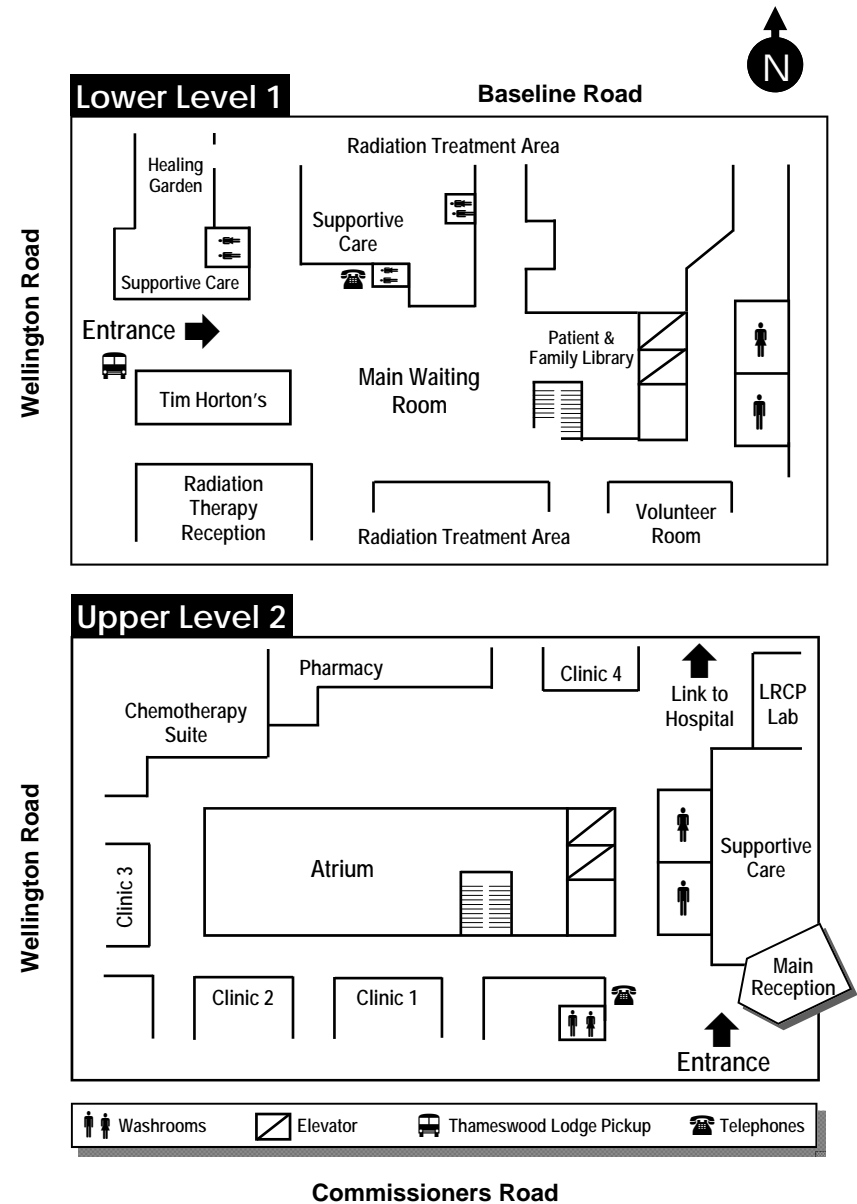 N
Lower Level 1
Baseline Road
Wellington Road
Radiation Treatment Area
Healing
Garden
Supportive
Care
Supportive Care
Entrance
Patient &
Family Library
Main Waiting
Room
Tim Horton's
Radiation
Therapy
Reception
Radiation Treatment Area
Volunteer
Room
Upper Level 2
Wellington Road
Pharmacy
Clinic 4
Link to
Hospital
LRCP
Lab
Chemotherapy
Suite
Clinic 3
Atrium
Supportive
Care
Main
Reception
Clinic 2
Clinic 1
Entrance
Washrooms
Elevator
Thameswood Lodge Pickup
Telephones
Commissioners Road